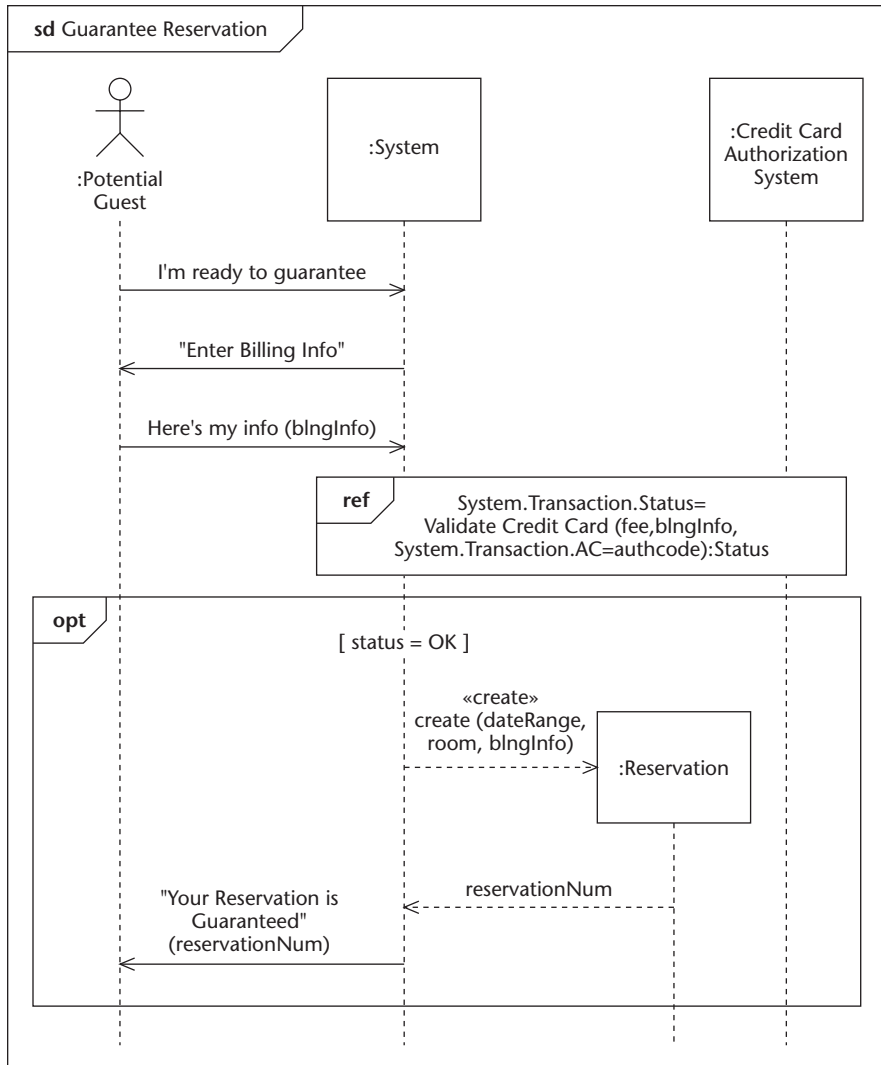 sd Guarantee Reservation
:Potential
Guest
:System
:Credit Card
Authorization
System
I'm ready to guarantee
"Enter Billing Info"
Here's my info (blngInfo)
ref
System.Transaction.Status=
Validate Credit Card (fee,blngInfo,
System.Transaction.AC=authcode):Status
opt
[ status = OK ]
«create»
create (dateRange,
room, blngInfo)
:Reservation
reservationNum
"Your Reservation is
Guaranteed"
(reservationNum)